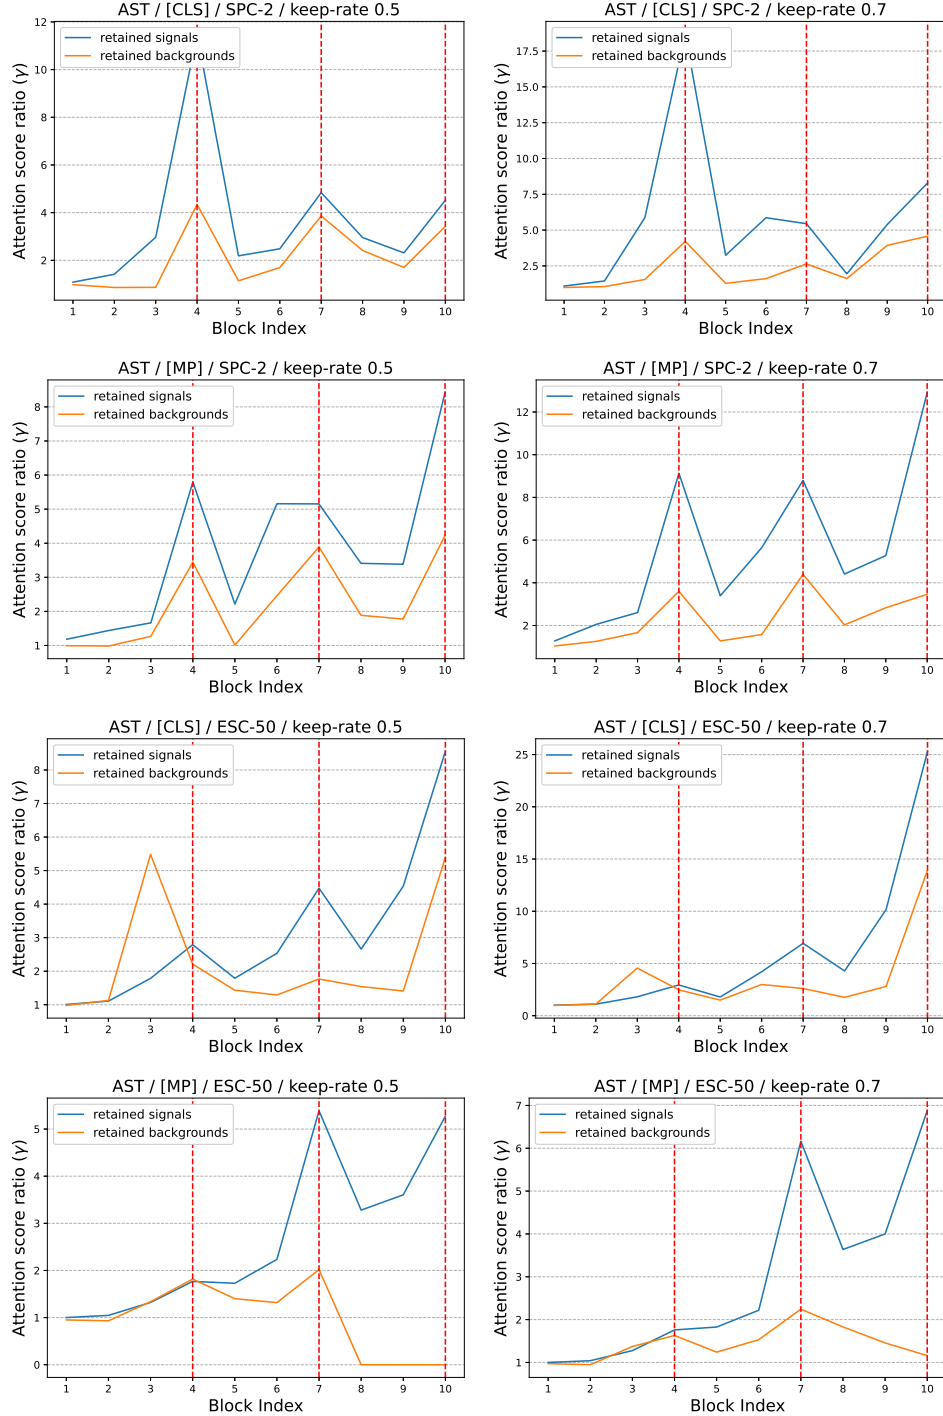 AST / [CLS] / SPC-2 / keep-rate 0.5
retained signals
retained backgrounds
Attention score ratio (γ)
12
10
8
6
4
2
1 2 3 4 5 6 7 8 9 10
Block Index
AST / [CLS] / SPC-2 / keep-rate 0.7
retained signals
retained backgrounds
Attention score ratio (γ)
17.5
15.0
12.5
10.0
7.5
5.0
2.5
1 2 3 4 5 6 7 8 9 10
Block Index
AST / [MP] / SPC-2 / keep-rate 0.5
retained signals
retained backgrounds
Attention score ratio (γ)
8
7
6
5
4
3
2
1
1 2 3 4 5 6 7 8 9 10
Block Index
AST / [MP] / SPC-2 / keep-rate 0.7
retained signals
retained backgrounds
Attention score ratio (γ)
12
10
8
6
4
2
1 2 3 4 5 6 7 8 9 10
Block Index
AST / [CLS] / ESC-50 / keep-rate 0.5
retained signals
retained backgrounds
Attention score ratio (γ)
8
7
6
5
4
3
2
1
1 2 3 4 5 6 7 8 9 10
Block Index
AST / [CLS] / ESC-50 / keep-rate 0.7
retained signals
retained backgrounds
Attention score ratio (γ)
25
20
15
10
5
0
1 2 3 4 5 6 7 8 9 10
Block Index
AST / [MP] / ESC-50 / keep-rate 0.5
retained signals
retained backgrounds
Attention score ratio (γ)
5
4
3
2
1
0
1 2 3 4 5 6 7 8 9 10
Block Index
AST / [MP] / ESC-50 / keep-rate 0.7
retained signals
retained backgrounds
Attention score ratio (γ)
7
6
5
4
3
2
1
1 2 3 4 5 6 7 8 9 10
Block Index